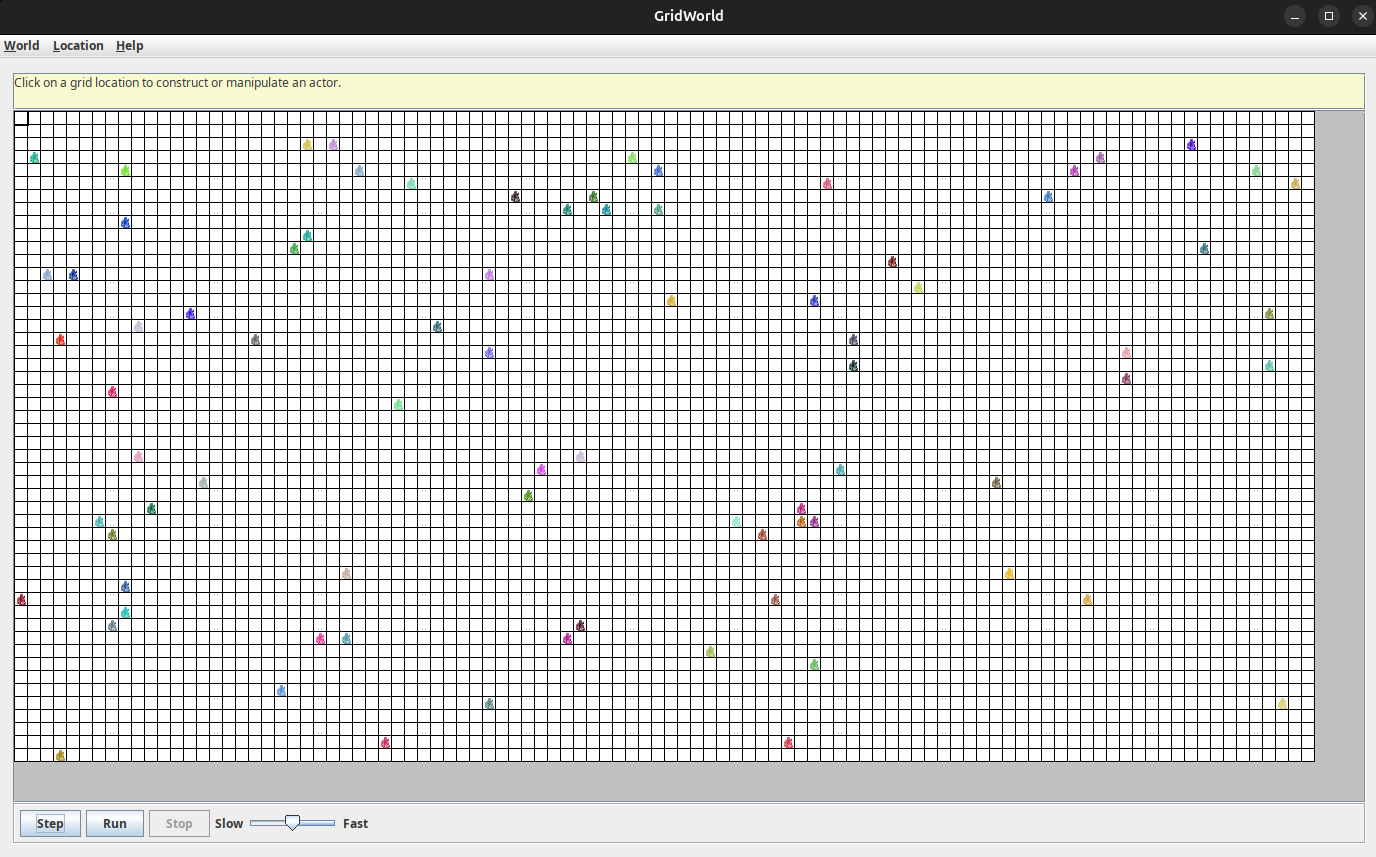 GridWorld
World Location Help
Click on a grid location to construct or manipulate an actor.
Step Run Stop Slow Fast